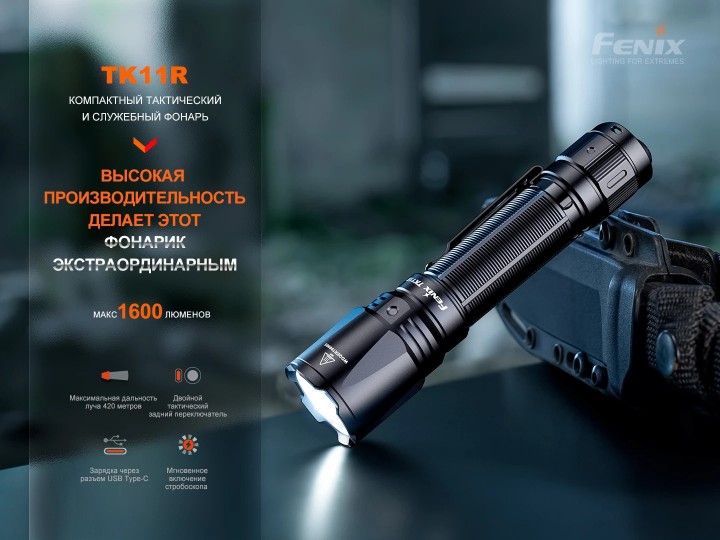 FENIX
LIGHTING FOR EXTREMES
TK11R
КОМПАКТНЫЙ ТАКТИЧЕСКИЙ
И СЛУЖЕБНЫЙ ФОНАРЬ
ВЫСОКАЯ
ПРОИЗВОДИТЕЛЬНОСТЬ
ДЕЛАЕТ ЭТОТ
ФОНАРИК
ЭКСТРАОРДИНАРНЫМ
МАКС 1600 ЛЮМЕНОВ
Максимальная дальность
луча 420 метров
Двойной
тактический
задний переключатель
Зарядка через
разъем USB Type-C
Мгновенное
включение
стробоскопа
FENIX TK11R